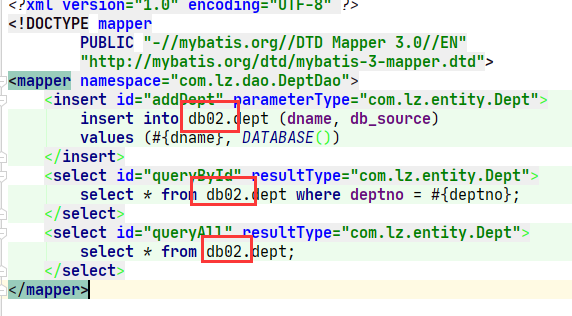 <?xml version="1.0" encoding="UTF-8" ?>
<!DOCTYPE mapper
PUBLIC "-//mybatis.org//DTD Mapper 3.0//EN"
"http://mybatis.org/dtd/mybatis-3-mapper.dtd">
<mapper namespace="com.lz.dao.DeptDao">
<insert id="addDept" parameterType="com.lz.entity.Dept">
insert into db02.dept (dname, db_source)
values (#{dname}, DATABASE())
</insert>
<select id="queryById" resultType="com.lz.entity.Dept">
select * from db02.dept where deptno = #{deptno};
</select>
<select id="queryAll" resultType="com.lz.entity.Dept">
select * from db02.dept;
</select>
</mapper>